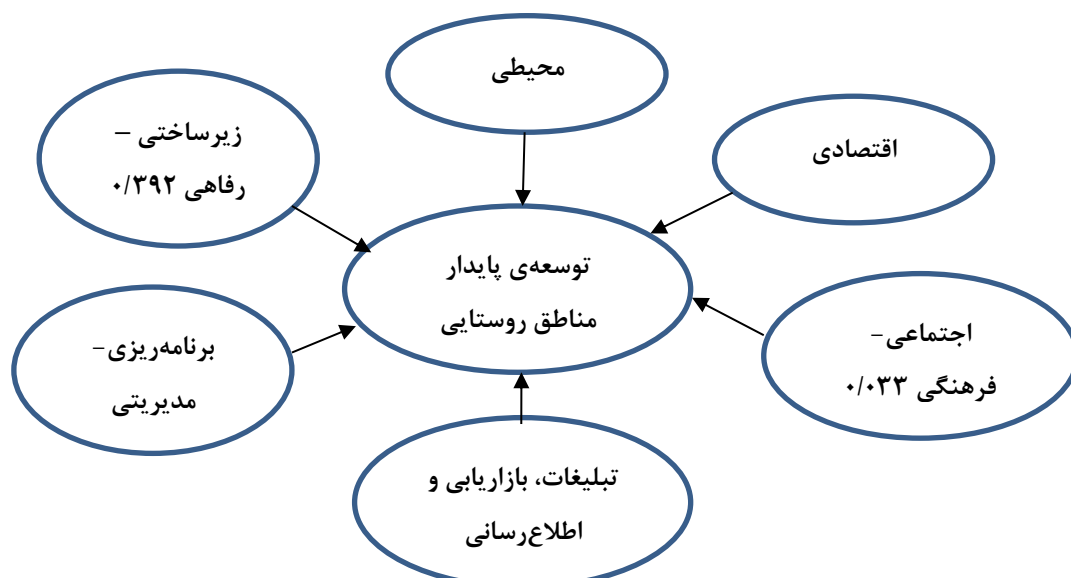 محیطی
اقتصادی
زیرساختی –
رفاهی ۰/۳۹۲
توسعه‌ی پایدار
مناطق روستایی
اجتماعی-
فرهنگی ۰/۰۳۳
برنامه‌ریزی-
مدیریتی
تبلیغات، بازاریابی و
اطلاع‌رسانی